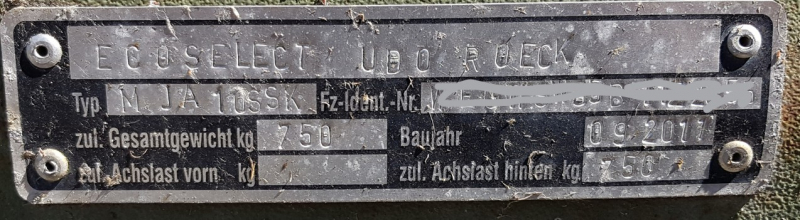 ECOSELECT UDO ROECK
Typ M JA 10SSK Fz-Ident.-Nr.
zul. Gesamtgewicht kg 750 Baujahr 09.2011
zul. Achslast vorn kg zul. Achslast hinten kg 750